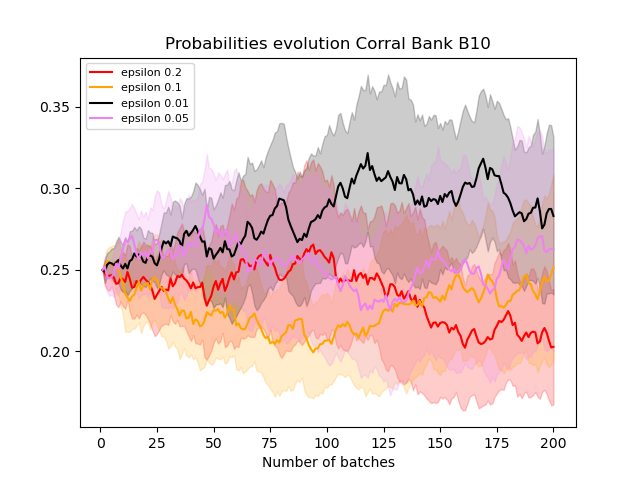 Probabilities evolution Corral Bank B10
epsilon 0.2
epsilon 0.1
epsilon 0.01
epsilon 0.05
0.35
0.30
0.25
0.20
0 25 50 75 100 125 150 175 200
Number of batches